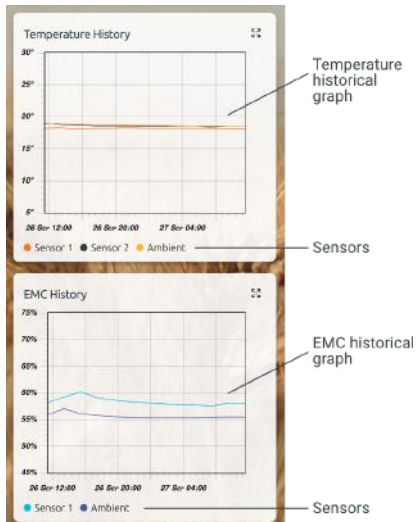 Temperature History
30°
25°
20°
15°
10°
5°
26 Sep 12:00 26 Sep 20:00 27 Sep 04:00
Sensor 1 Sensor 2 Ambient
Temperature
historical
graph
Sensors
EMC History
75%
70%
65%
60%
55%
50%
45%
26 Sep 12:00 26 Sep 20:00 27 Sep 04:00
Sensor 1 Ambient
EMC historical
graph
Sensors